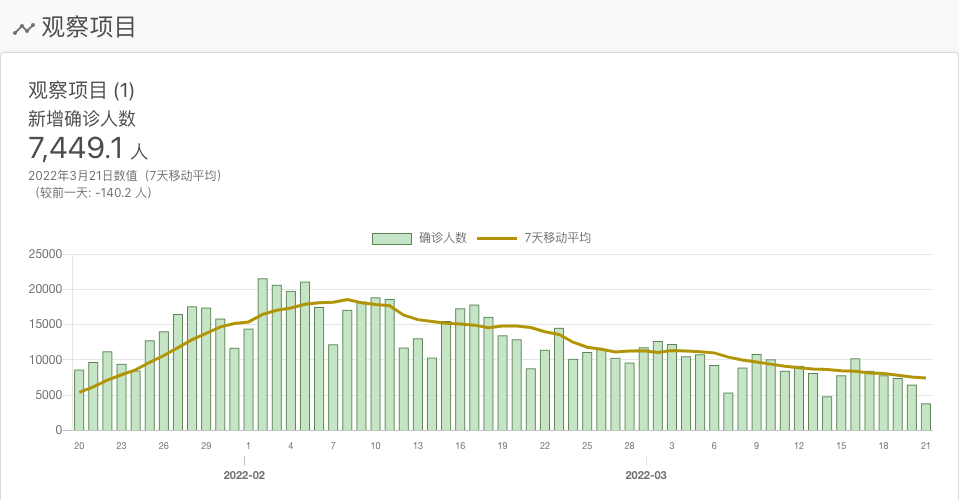 观察项目
观察项目 (1)
新增确诊人数
7,449.1 人
2022年3月21日数值（7天移动平均）
（较前一天: -140.2 人）
确诊人数 7天移动平均
25000
20000
15000
10000
5000
0
20 23 26 29 1 4 7 10 13 16 19 22 25 28 3 6 9 12 15 18 21
2022-02 2022-03